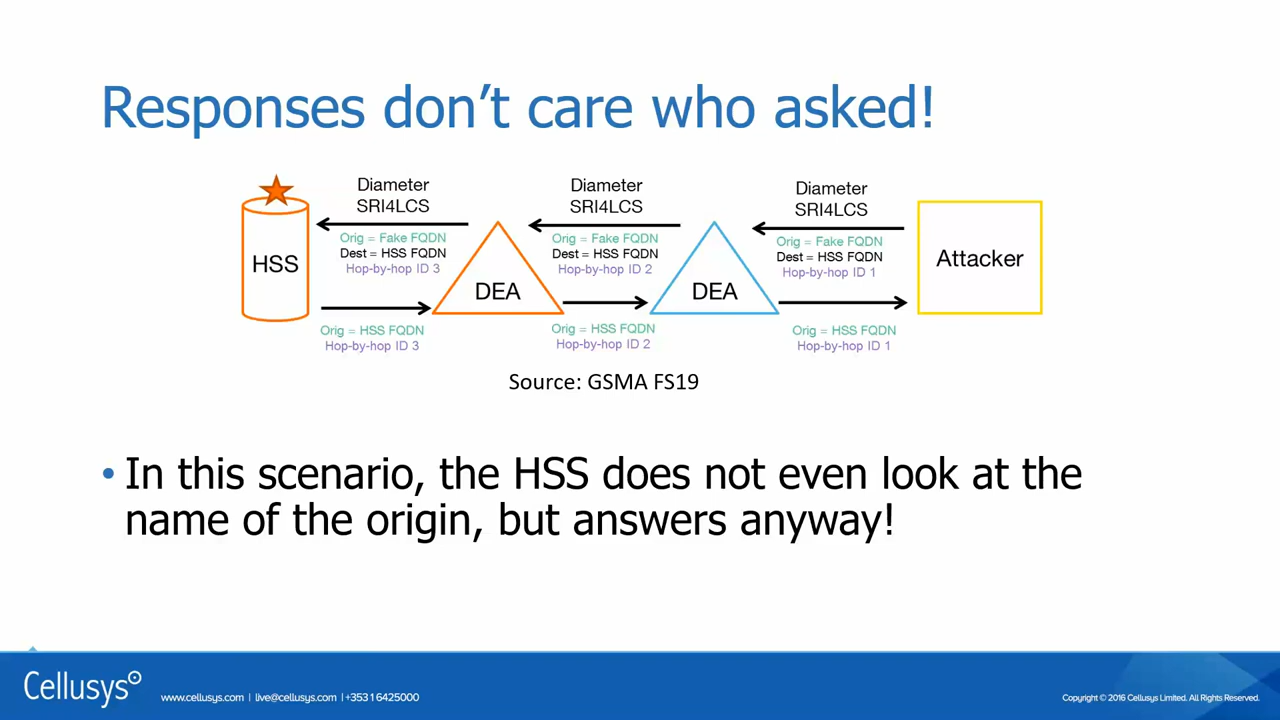 Responses don't care who asked!
Diameter
SRI4LCS
Diameter
SRI4LCS
Diameter
SRI4LCS
Orig = Fake FQDN
Dest = HSS FQDN
Hop-by-hop ID 3
Orig = Fake FQDN
Dest = HSS FQDN
Hop-by-hop ID 2
Orig = Fake FQDN
Dest = HSS FQDN
Hop-by-hop ID 1
HSS
DEA
DEA
Attacker
Orig = HSS FQDN
Hop-by-hop ID 3
Orig = HSS FQDN
Hop-by-hop ID 2
Orig = HSS FQDN
Hop-by-hop ID 1
Source: GSMA FS19
• In this scenario, the HSS does not even look at the
name of the origin, but answers anyway!
Cellusys
www.cellusys.com | live@cellusys.com | +353 1 6425000
Copyright © 2016 Cellusys Limited. All Rights Reserved.